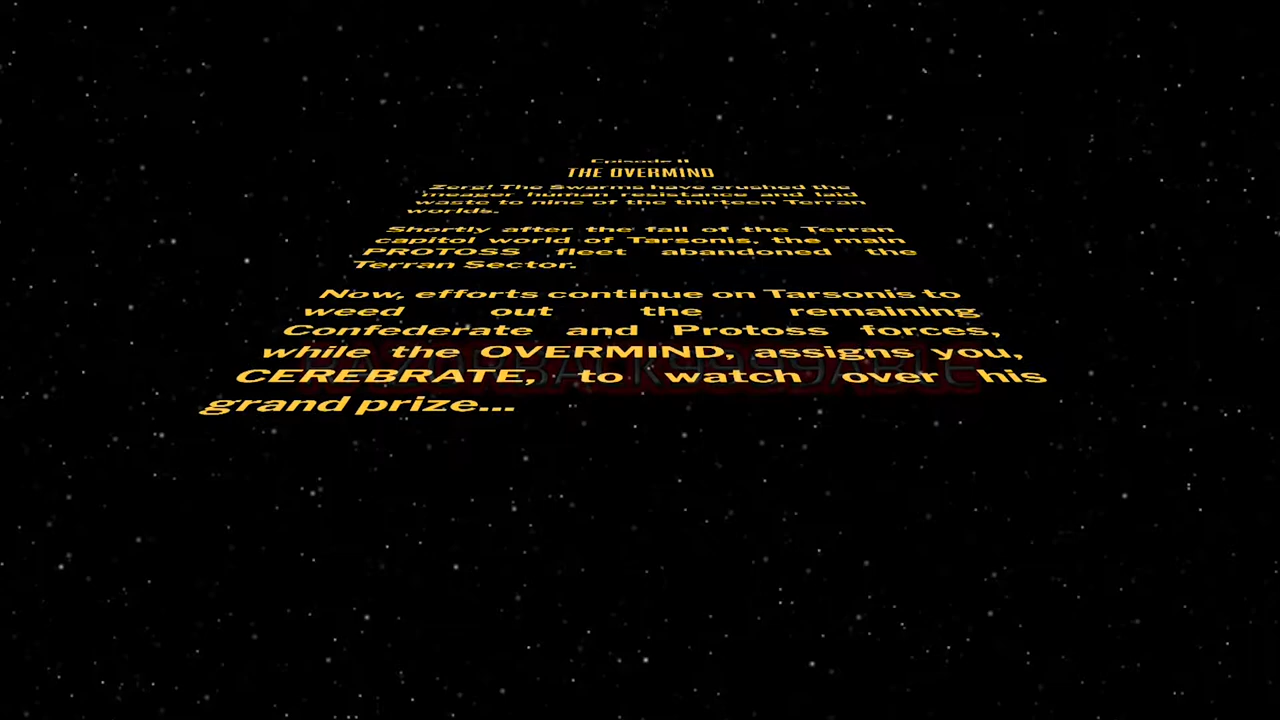 Episode II
THE OVERMIND
Zerg! The Swarms have crushed the
meager human resistance and laid
waste to nine of the thirteen Terran
worlds.
Shortly after the fall of the Terran
capitol world of Tarsonis, the main
PROTOSS fleet abandoned the
Terran Sector.
Now, efforts continue on Tarsonis to
weed out the remaining
Confederate and Protoss forces,
while the OVERMIND, assigns you,
CEREBRATE, to watch over his
grand prize...